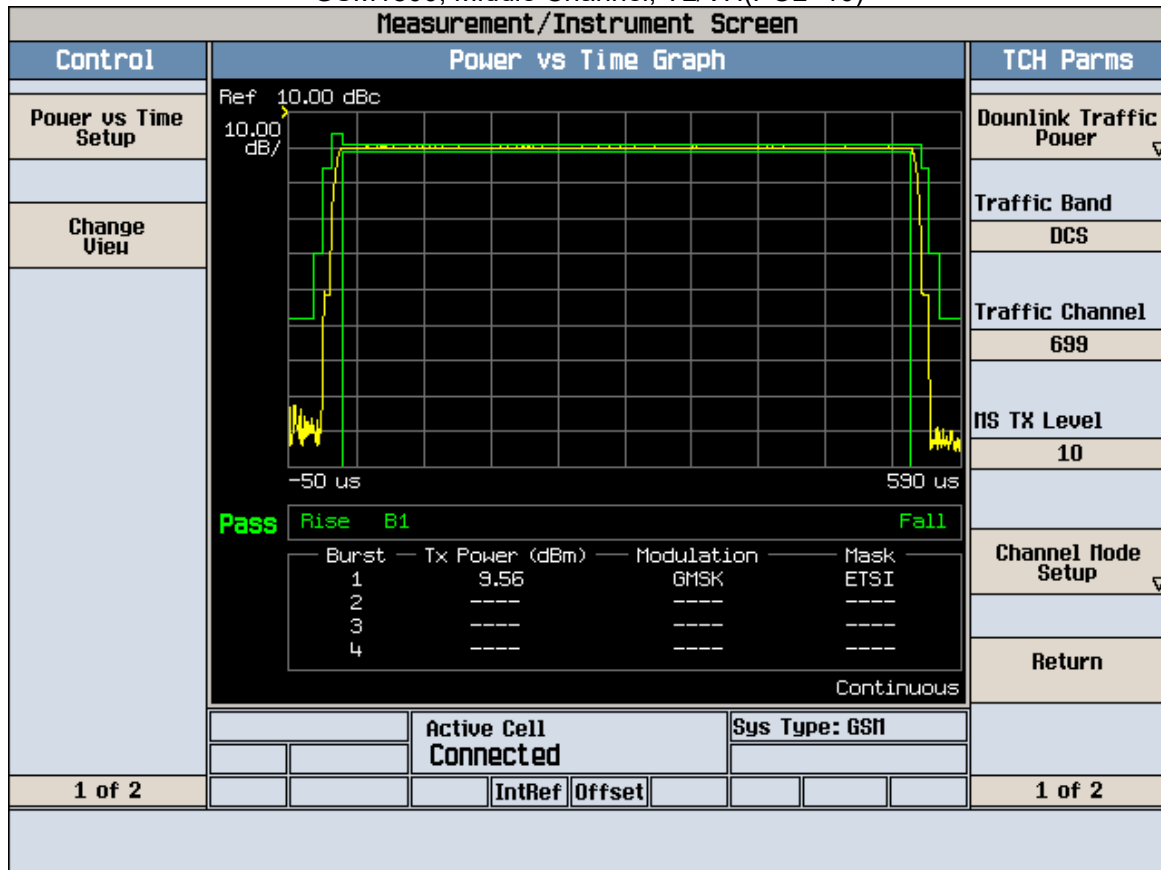 Measurement/Instrument Screen
Control
Power vs Time Graph
TCH Parms
Power vs Time
Setup
Change
View
1 of 2
Ref 10.00 dBc
10.00
dB/
-50 us
590 us
Pass
Rise B1
Fall
Burst Tx Power (dBm) Modulation Mask
1 9.56 GMSK ETSI
2 ---- ---- ----
3 ---- ---- ----
4 ---- ---- ----
Continuous
Active Cell
Connected
Sys Type: GSM
IntRef Offset
Downlink Traffic
Power
Traffic Band
DCS
Traffic Channel
699
MS TX Level
10
Channel Mode
Setup
Return
1 of 2